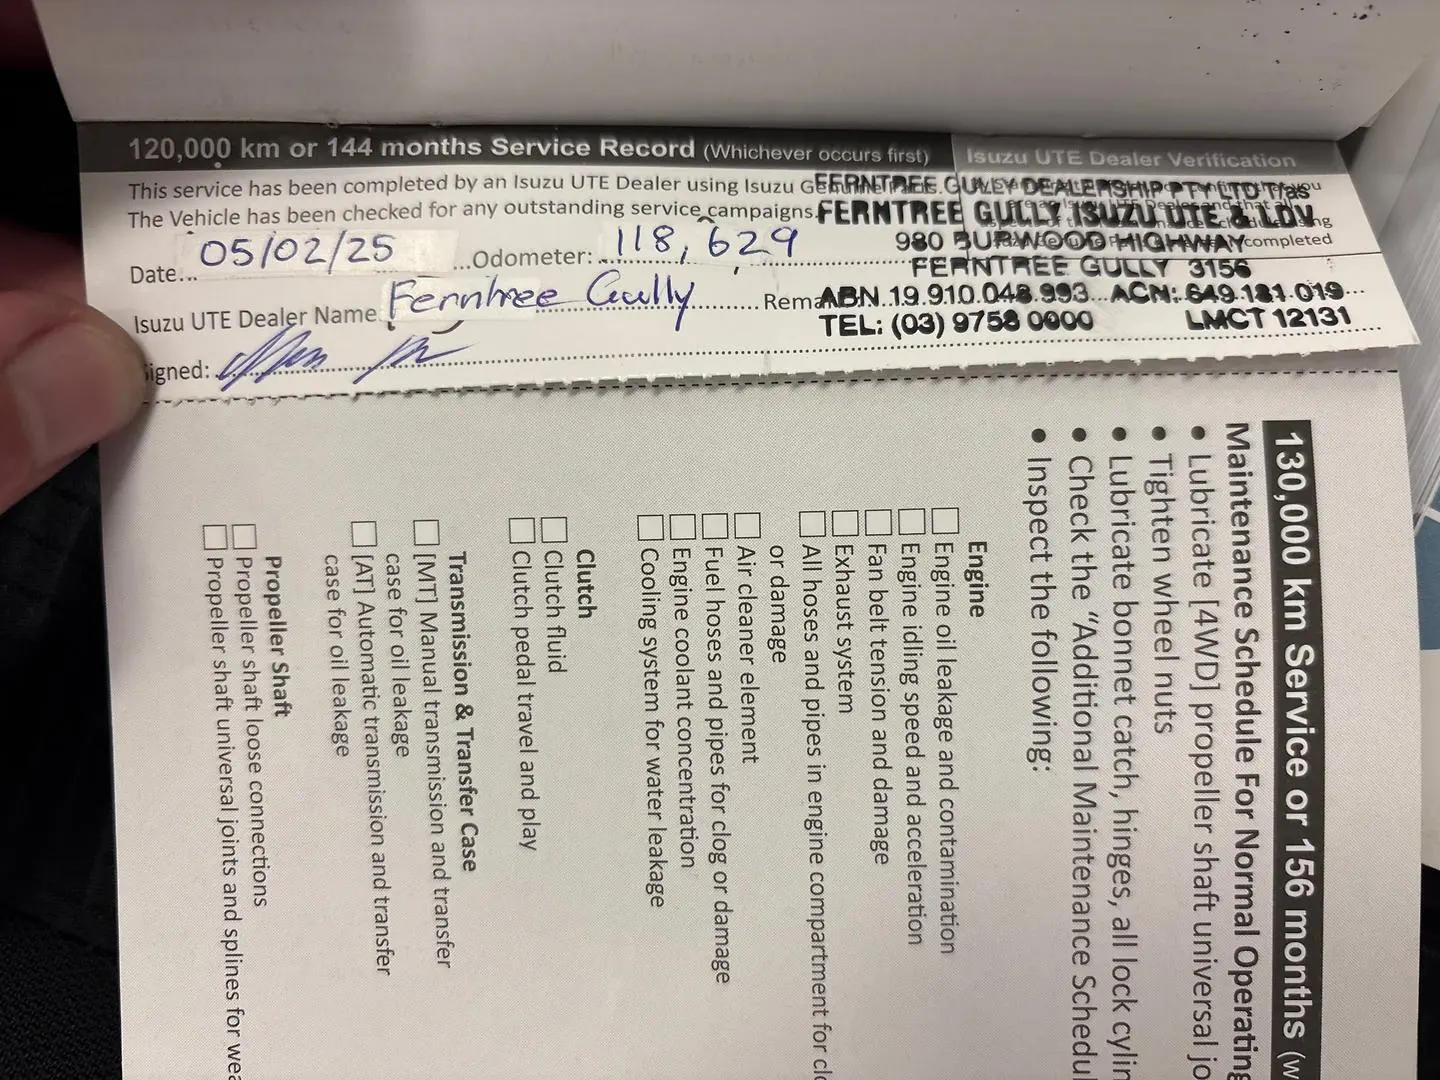 120,000 km or 144 months Service Record (Whichever occurs first)
Isuzu UTE Dealer Verification
This service has been completed by an Isuzu UTE Dealer using Isuzu
The Vehicle has been checked for any outstanding service campaigns.
Date... 05/02/25 ...Odometer: 118,629
Isuzu UTE Dealer Name Ferntree Gully
igned:
FERNTREE GULLY DEALERSHIP PTY LTD
FERNTREE GULLY ISUZU UTE & LDV
980 BURWOOD HIGHWAY completed
FERNTREE GULLY 3156
ABN.19.910.048.993 ACN: 649.181.019
TEL: (03) 9758 0000 LMCT 12131
130,000 km Service or 156 months
Maintenance Schedule For Normal Operating
• Lubricate [4WD] propeller shaft universal
• Tighten wheel nuts
• Lubricate bonnet catch, hinges, all lock
• Check the “Additional Maintenance
• Inspect the following:
Engine
Engine oil leakage and contamination
Engine idling speed and acceleration
Fan belt tension and damage
Exhaust system
All hoses and pipes in engine compartment for
or damage
Air cleaner element
Fuel hoses and pipes for clog or damage
Engine coolant concentration
Cooling system for water leakage
Clutch
Clutch fluid
Clutch pedal travel and play
Transmission & Transfer Case
[MT] Manual transmission and transfer
case for oil leakage
[AT] Automatic transmission and transfer
case for oil leakage
Propeller Shaft
Propeller shaft loose connections
Propeller shaft universal joints and splines for